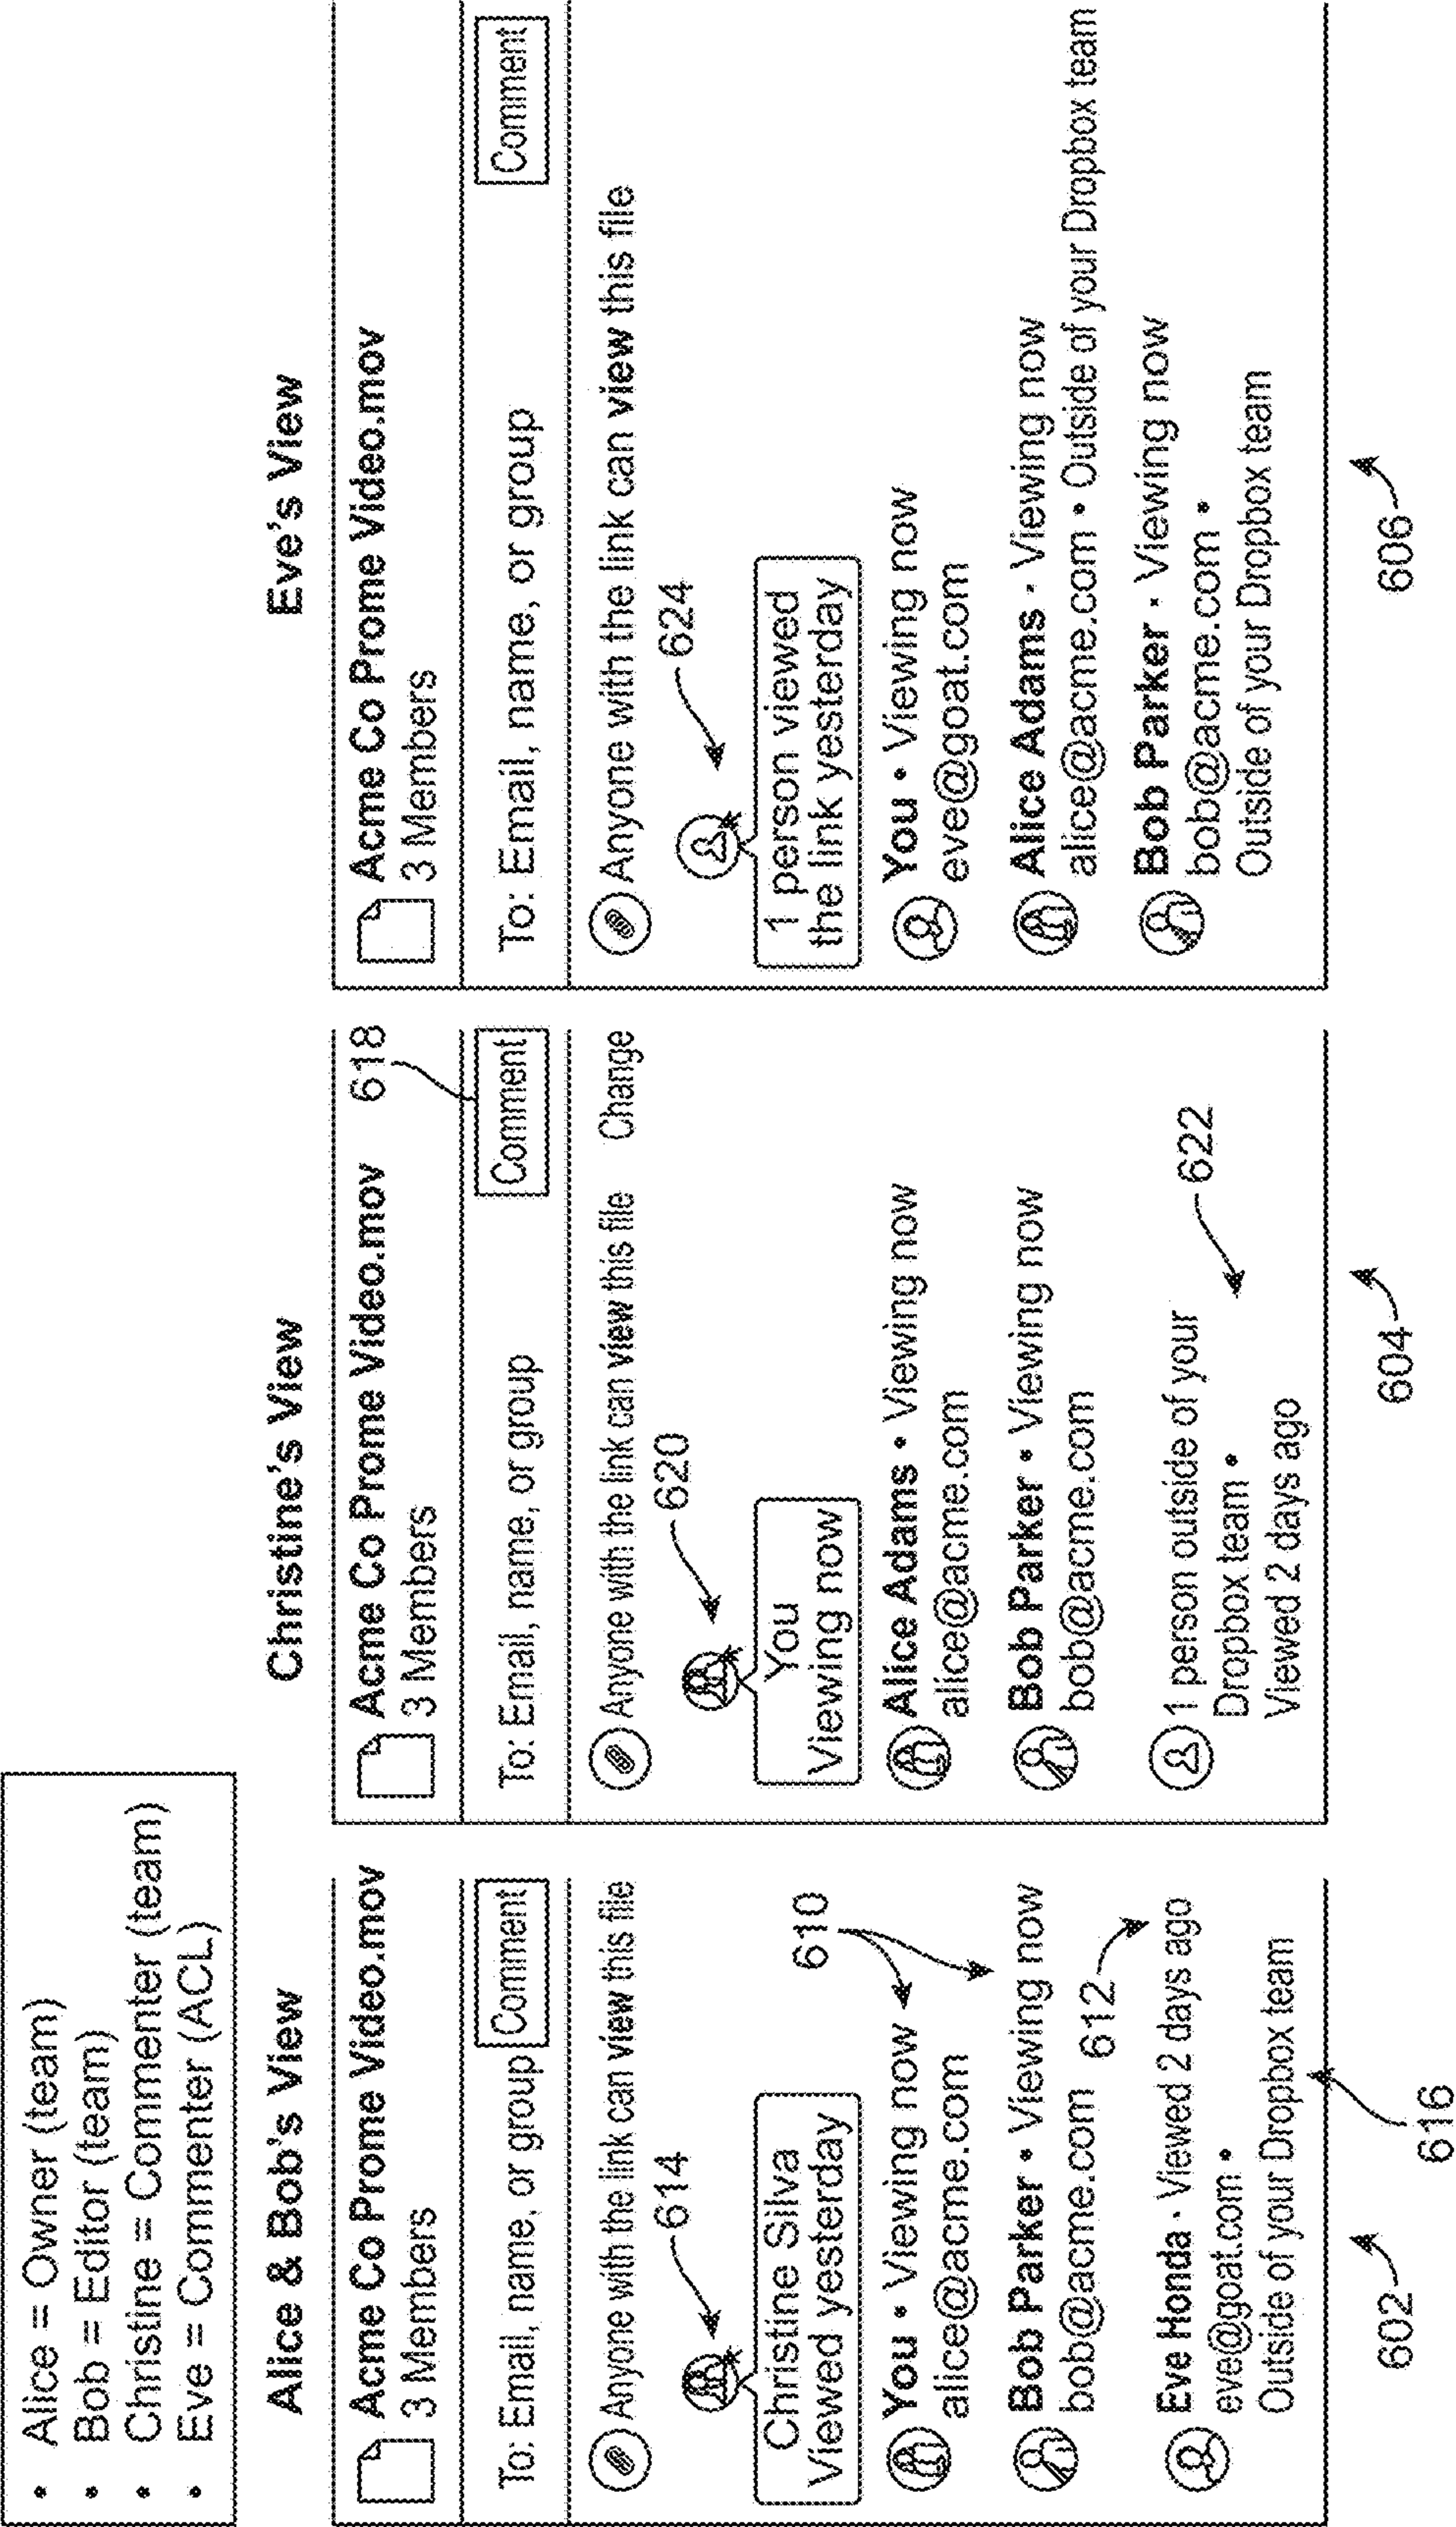 • Alice = Owner (team)
• Bob = Editor (team)
• Christine = Commenter (team)
• Eve = Commenter (ACL)
Alice & Bob's View
Acme Co Prome Video.mov
3 Members
To: Email, name, or group
Comment
Anyone with the link can view this file
614
Christine Silva
Viewed yesterday
610
You • Viewing now
alice@acme.com
Bob Parker • Viewing now
bob@acme.com
612
Eve Honda • Viewed 2 days ago
eve@goat.com •
Outside of your Dropbox team
616
602
Christine's View
Acme Co Prome Video.mov
618
3 Members
To: Email, name, or group
Comment
Anyone with the link can view this file
Change
620
You
Viewing now
Alice Adams • Viewing now
alice@acme.com
Bob Parker • Viewing now
bob@acme.com
1 person outside of your
Dropbox team •
Viewed 2 days ago
622
604
Eve's View
Acme Co Prome Video.mov
3 Members
To: Email, name, or group
Comment
Anyone with the link can view this file
624
1 person viewed
the link yesterday
You • Viewing now
eve@goat.com
Alice Adams • Viewing now
alice@acme.com • Outside of your Dropbox team
Bob Parker • Viewing now
bob@acme.com •
Outside of your Dropbox team
606